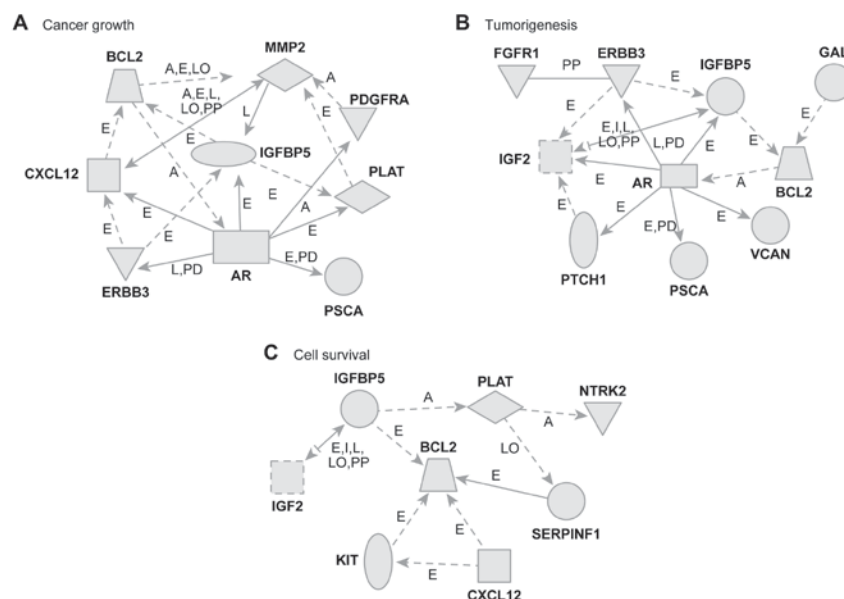 A Cancer growth
BCL2
MMP2
A,E,LO
A,E,L,
LO,PP
A
PDGFRA
L
E
E
E
IGFBP5
CXCL12
A
PLAT
E
A
E
E
E
E
E
L,PD
E,PD
ERBB3
AR
PSCA
B Tumorigenesis
FGFR1
PP
ERBB3
IGFBP5
GAL
E
E
E,I,L,
LO,PP
L,PD
E
E
E
IGF2
AR
A
BCL2
E
E
E
E
E,PD
VCAN
PTCH1
PSCA
C Cell survival
IGFBP5
PLAT
NTRK2
A
A
E,I,L,
LO,PP
E
BCL2
LO
E
IGF2
SERPINF1
E
E
KIT
E
CXCL12